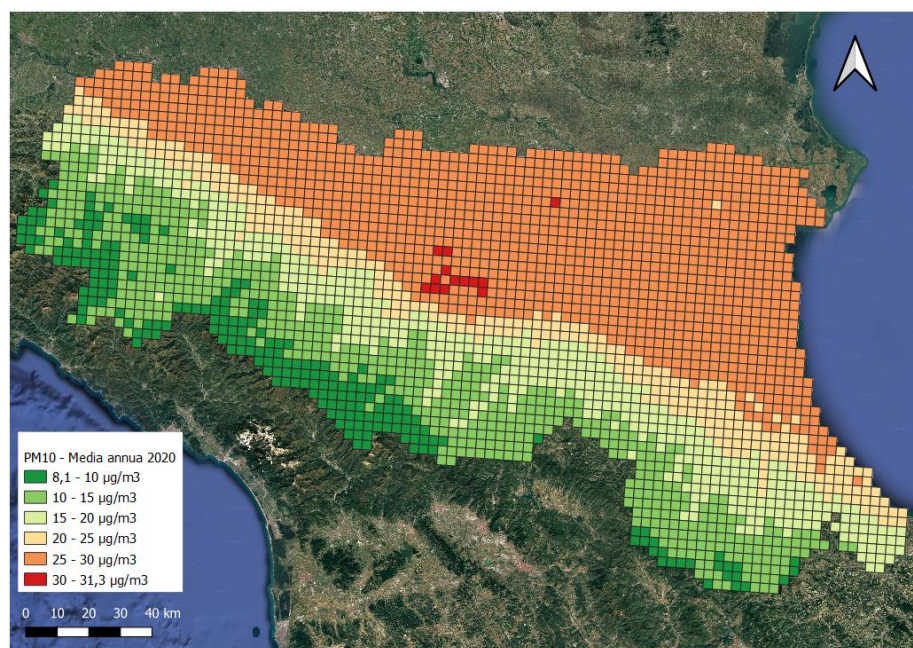 PM10 - Media annua 2020
8,1 - 10 µg/m3
10 - 15 µg/m3
15 - 20 µg/m3
20 - 25 µg/m3
25 - 30 µg/m3
30 - 31,3 µg/m3
0 10 20 30 40 km